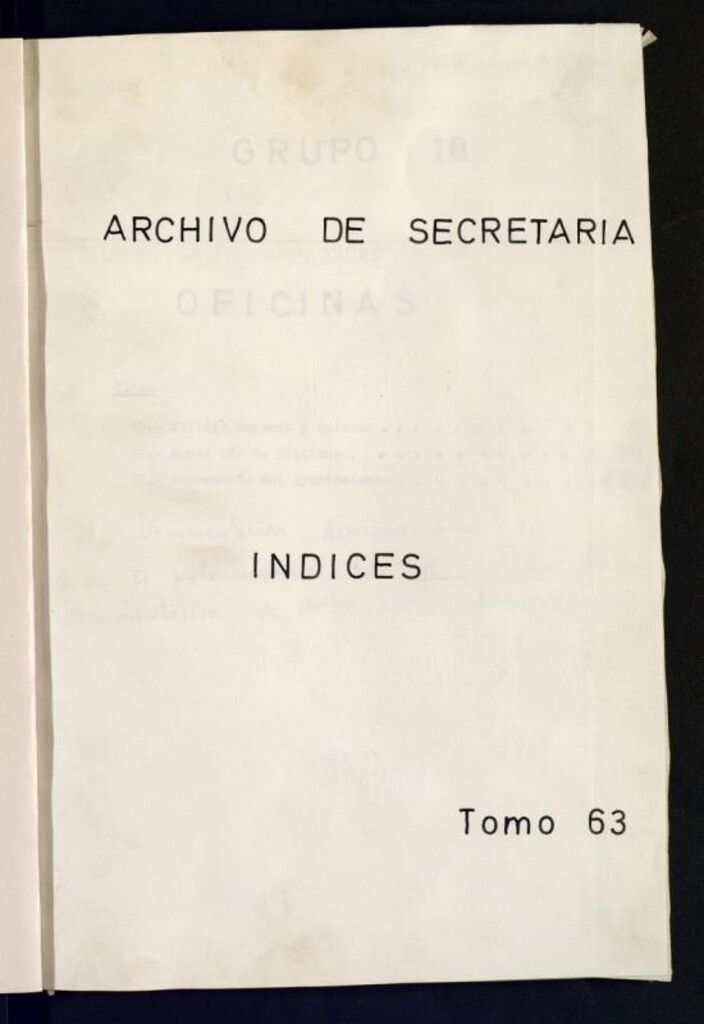 GRUPO 18
ARCHIVO DE SECRETARIA
OFICINAS
INDICES
Tomo 63